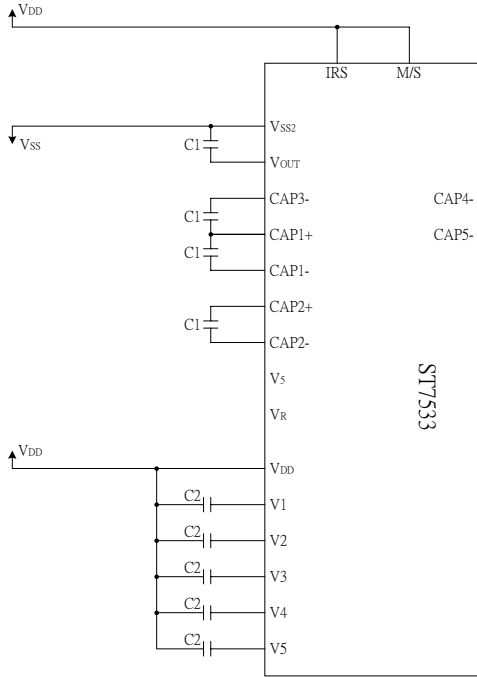 VDD
IRS M/S
VSS
VSS2
C1
VOUT
CAP3-
CAP4-
C1
CAP1+
CAP5-
C1
CAP1-
CAP2+
C1
CAP2-
V5
ST7533
VR
VDD
VDD
C2
V1
C2
V2
C2
V3
C2
V4
C2
V5